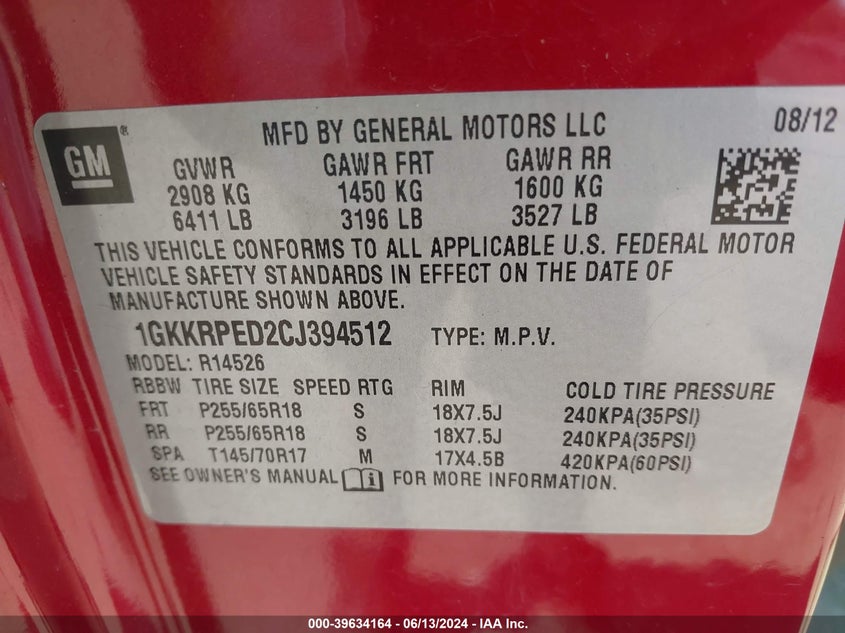 GM
®
MFD BY GENERAL MOTORS LLC 08/12
GVWR GAWR FRT GAWR RR
2908 KG 1450 KG 1600 KG
6411 LB 3196 LB 3527 LB
THIS VEHICLE CONFORMS TO ALL APPLICABLE U.S. FEDERAL MOTOR
VEHICLE SAFETY STANDARDS IN EFFECT ON THE DATE OF
MANUFACTURE SHOWN ABOVE.
1GKKRPED2CJ394512 TYPE: M.P.V.
MODEL: R14526
RBBW TIRE SIZE SPEED RTG RIM COLD TIRE PRESSURE
FRT P255/65R18 S 18X7.5J 240KPA(35PSI)
RR P255/65R18 S 18X7.5J 240KPA(35PSI)
SPA T145/70R17 M 17X4.5B 420KPA(60PSI)
SEE OWNER'S MANUAL FOR MORE INFORMATION.
000-39634164 - 06/13/2024 - IAA Inc.